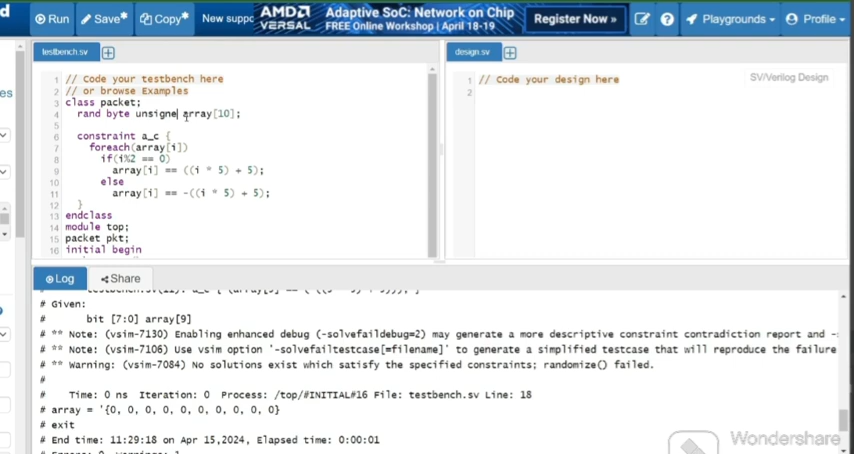 d
Run Save* Copy* New suppo AMD VERSAL Adaptive SoC: Network on Chip FREE Online Workshop | April 18-19 Register Now » Playgrounds Profile
testbench.sv
design.sv
es
1 // Code your testbench here
2 // or browse Examples
3 class packet;
4 rand byte unsigne array[10];
5
6 constraint a_c {
7 foreach(array[i])
8 if(i%2 == 0)
9 array[i] == ((i * 5) + 5);
10 else
11 array[i] == -((i * 5) + 5);
12 }
13 endclass
14 module top;
15 packet pkt;
16 initial begin
1 // Code your design here
2
SV/Verilog Design
Log Share
# Given:
# bit [7:0] array[9]
# ** Note: (vsim-7130) Enabling enhanced debug (-solvefaildebug=2) may generate a more descriptive constraint contradiction report and -
# ** Note: (vsim-7106) Use vsim option '-solvefailtestcase[=filename]' to generate a simplified testcase that will reproduce the failure
# ** Warning: (vsim-7084) No solutions exist which satisfy the specified constraints; randomize() failed.
#
# Time: 0 ns Iteration: 0 Process: /top/#INITIAL#16 File: testbench.sv Line: 18
# array = '{0, 0, 0, 0, 0, 0, 0, 0, 0, 0}
# exit
# End time: 11:29:18 on Apr 15,2024, Elapsed time: 0:00:01
Wondershare